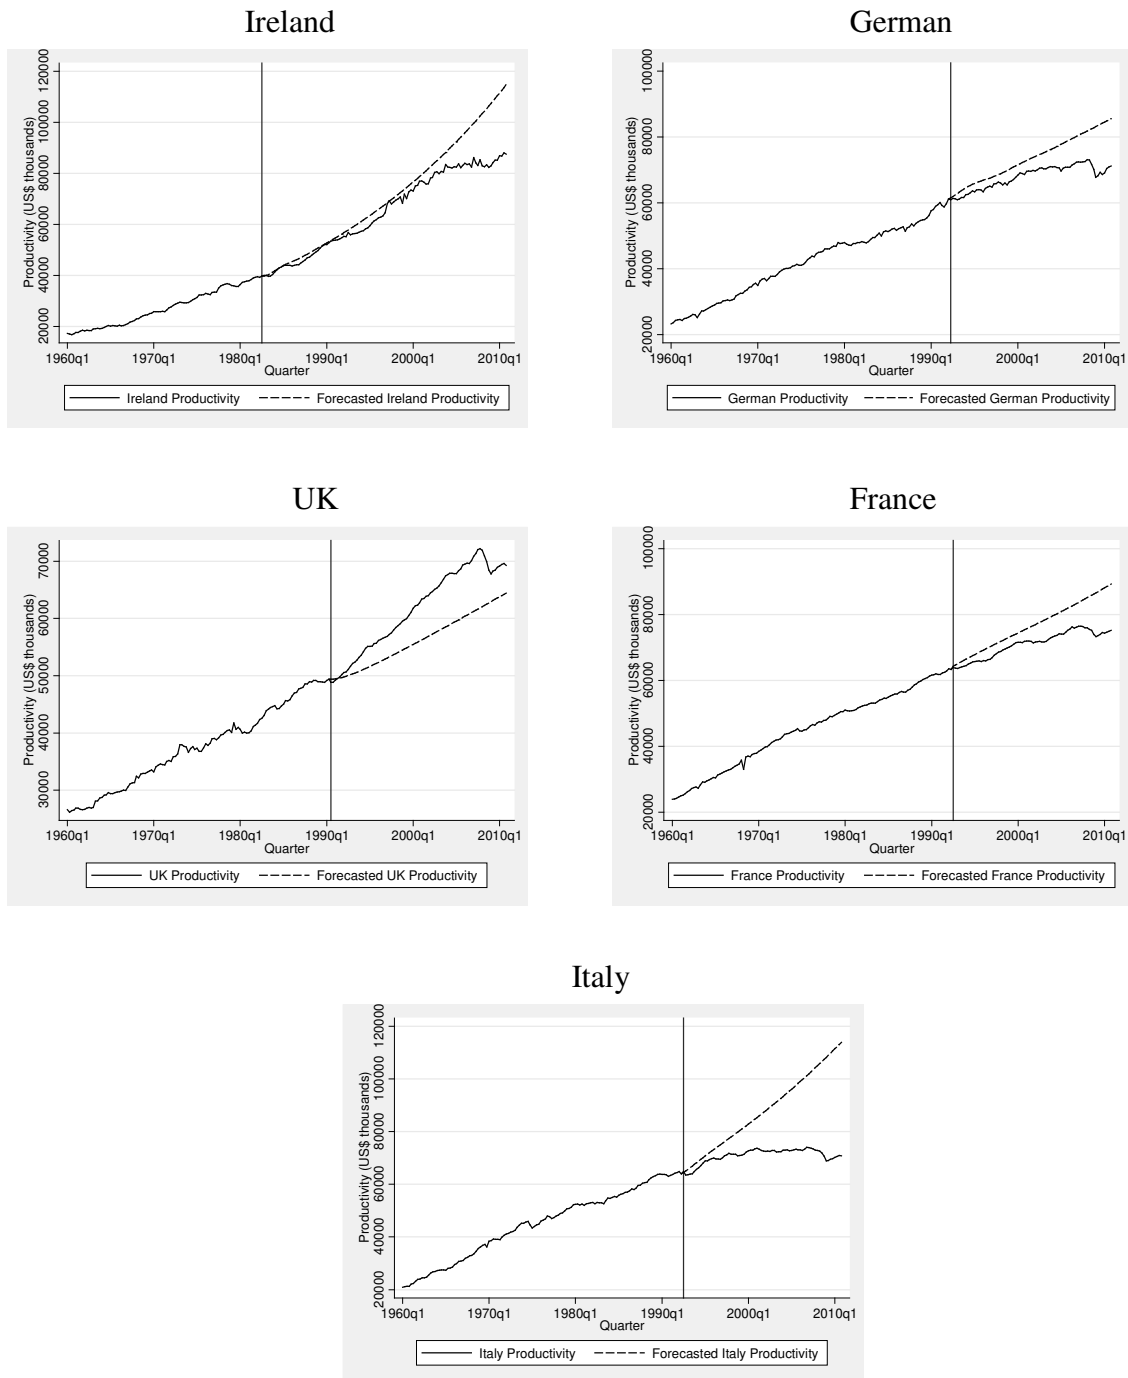 Ireland
German
Productivity (US$ thousands)
20000 40000 60000 80000 100000 120000
1960q1 1970q1 1980q1 1990q1 2000q1 2010q1
Quarter
Ireland Productivity Forecasted Ireland Productivity
Productivity (US$ thousands)
20000 40000 60000 80000 100000
1960q1 1970q1 1980q1 1990q1 2000q1 2010q1
Quarter
German Productivity Forecasted German Productivity
UK
France
Productivity (US$ thousands)
30000 40000 50000 60000 70000
1960q1 1970q1 1980q1 1990q1 2000q1 2010q1
Quarter
UK Productivity Forecasted UK Productivity
Productivity (US$ thousands)
20000 40000 60000 80000 100000
1960q1 1970q1 1980q1 1990q1 2000q1 2010q1
Quarter
France Productivity Forecasted France Productivity
Italy
Productivity (US$ thousands)
20000 40000 60000 80000 100000 120000
1960q1 1970q1 1980q1 1990q1 2000q1 2010q1
Quarter
Italy Productivity Forecasted Italy Productivity